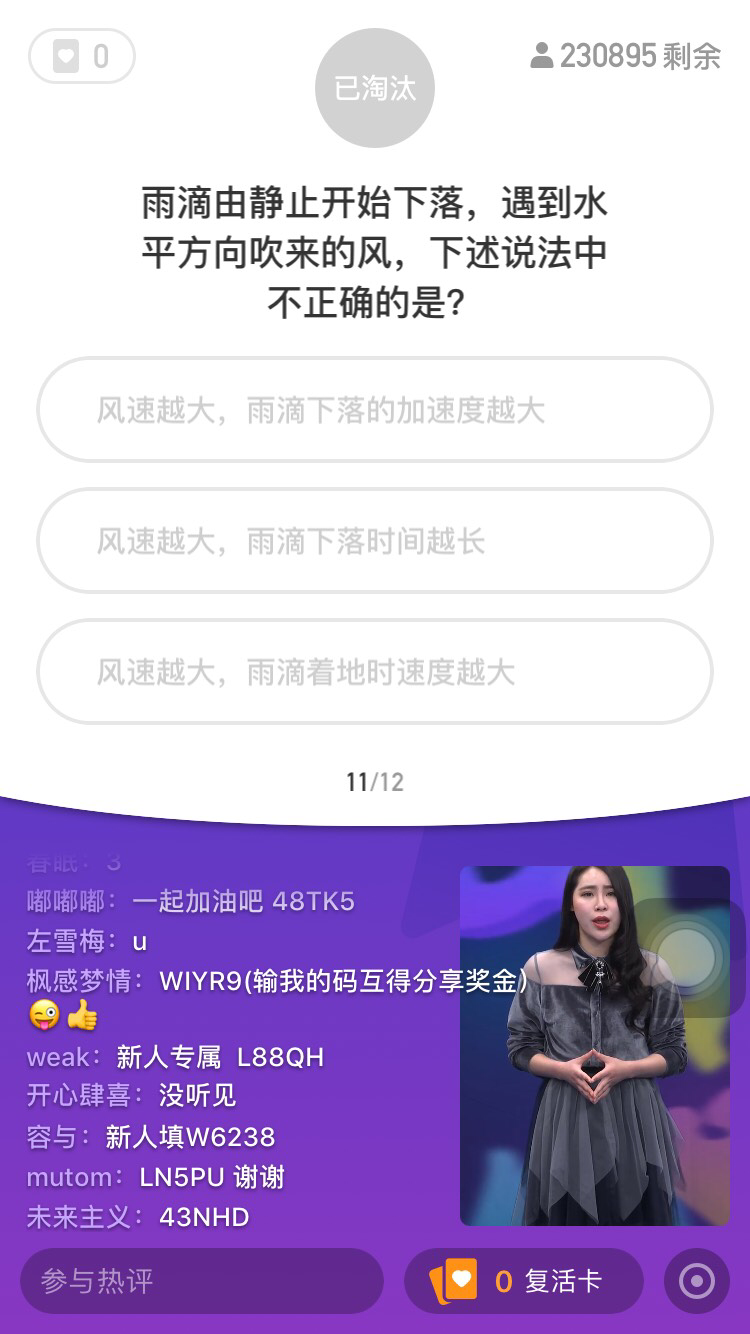 0
已淘汰
230895 剩余
雨滴由静止开始下落，遇到水
平方向吹来的风，下述说法中
不正确的是?
风速越大，雨滴下落的加速度越大
风速越大，雨滴下落时间越长
风速越大，雨滴着地时速度越大
11/12
春眠：3
嘟嘟嘟：一起加油吧 48TK5
左雪梅：u
枫感梦情：WIYR9(输我的码互得分享奖金)
😜👍
weak：新人专属 L88QH
开心肆喜：没听见
容与：新人填W6238
mutom：LN5PU 谢谢
未来主义：43NHD
参与热评
0 复活卡